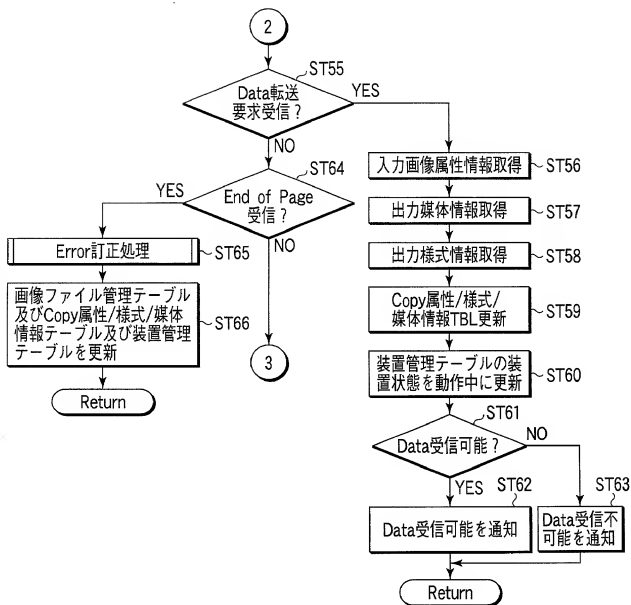 2
ST55
Data転送
要求受信?
YES
NO
ST64
End of Page
受信?
YES
NO
Error訂正処理
ST65
画像ファイル管理テーブル
及びCopy属性/様式/媒体
情報テーブル及び装置管理
テーブルを更新
ST66
Return
3
入力画像属性情報取得
ST56
出力媒体情報取得
ST57
出力様式情報取得
ST58
Copy属性/様式/
媒体情報TBL更新
ST59
装置管理テーブルの装
置状態を動作中に更新
ST60
ST61
Data受信可能?
NO
YES
ST62
Data受信可能を通知
ST63
Data受信不
可能を通知
Return